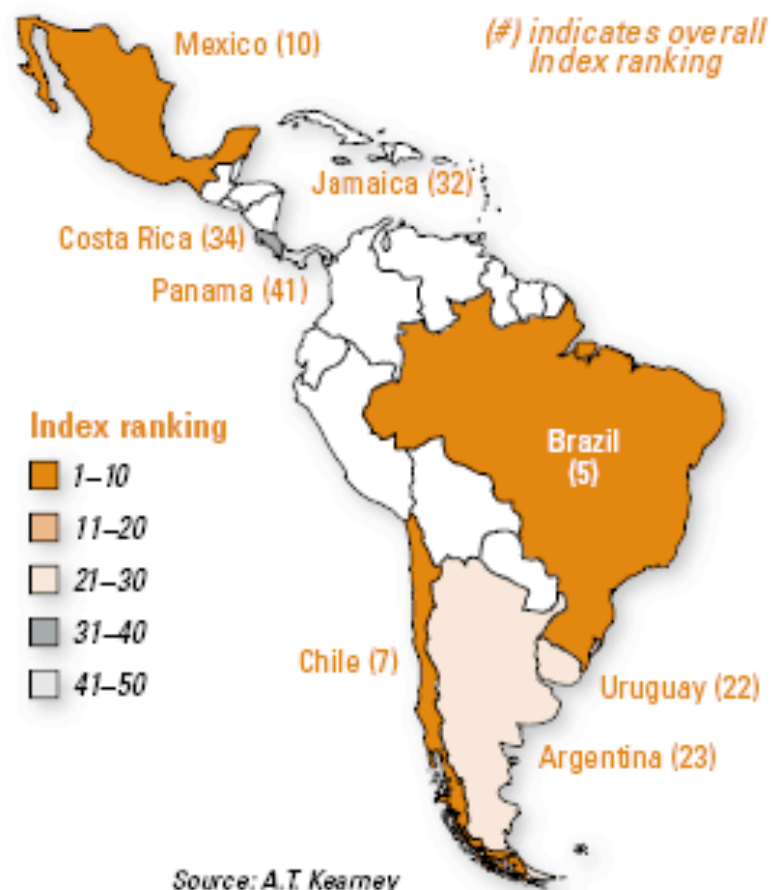 Mexico (10)
(#) indicates overall
Index ranking
Jamaica (32)
Costa Rica (34)
Panama (41)
Brazil
(5)
Index ranking
1–10
11–20
21–30
31–40
41–50
Chile (7)
Uruguay (22)
Argentina (23)
Source: A.T. Kearney